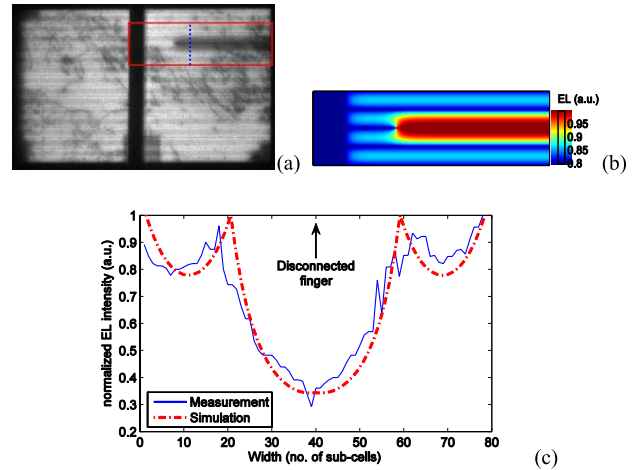 (a)
EL (a.u.)
0.95
0.9
0.85
0.8
(b)
normalized EL intensity (a.u.)
1
0.9
0.8
0.7
0.6
0.5
0.4
0.3
0.2
Disconnected
finger
Measurement
Simulation
0 10 20 30 40 50 60 70 80
Width (no. of sub-cells)
(c)